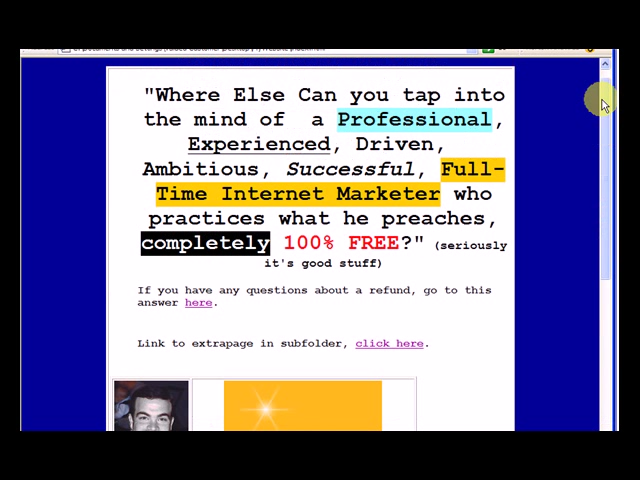 "Where Else Can you tap into
the mind of a Professional,
Experienced, Driven,
Ambitious, Successful, Full-
Time Internet Marketer who
practices what he preaches,
completely 100% FREE?" (seriously
it's good stuff)
If you have any questions about a refund, go to this
answer here.
Link to extrapage in subfolder, click here.